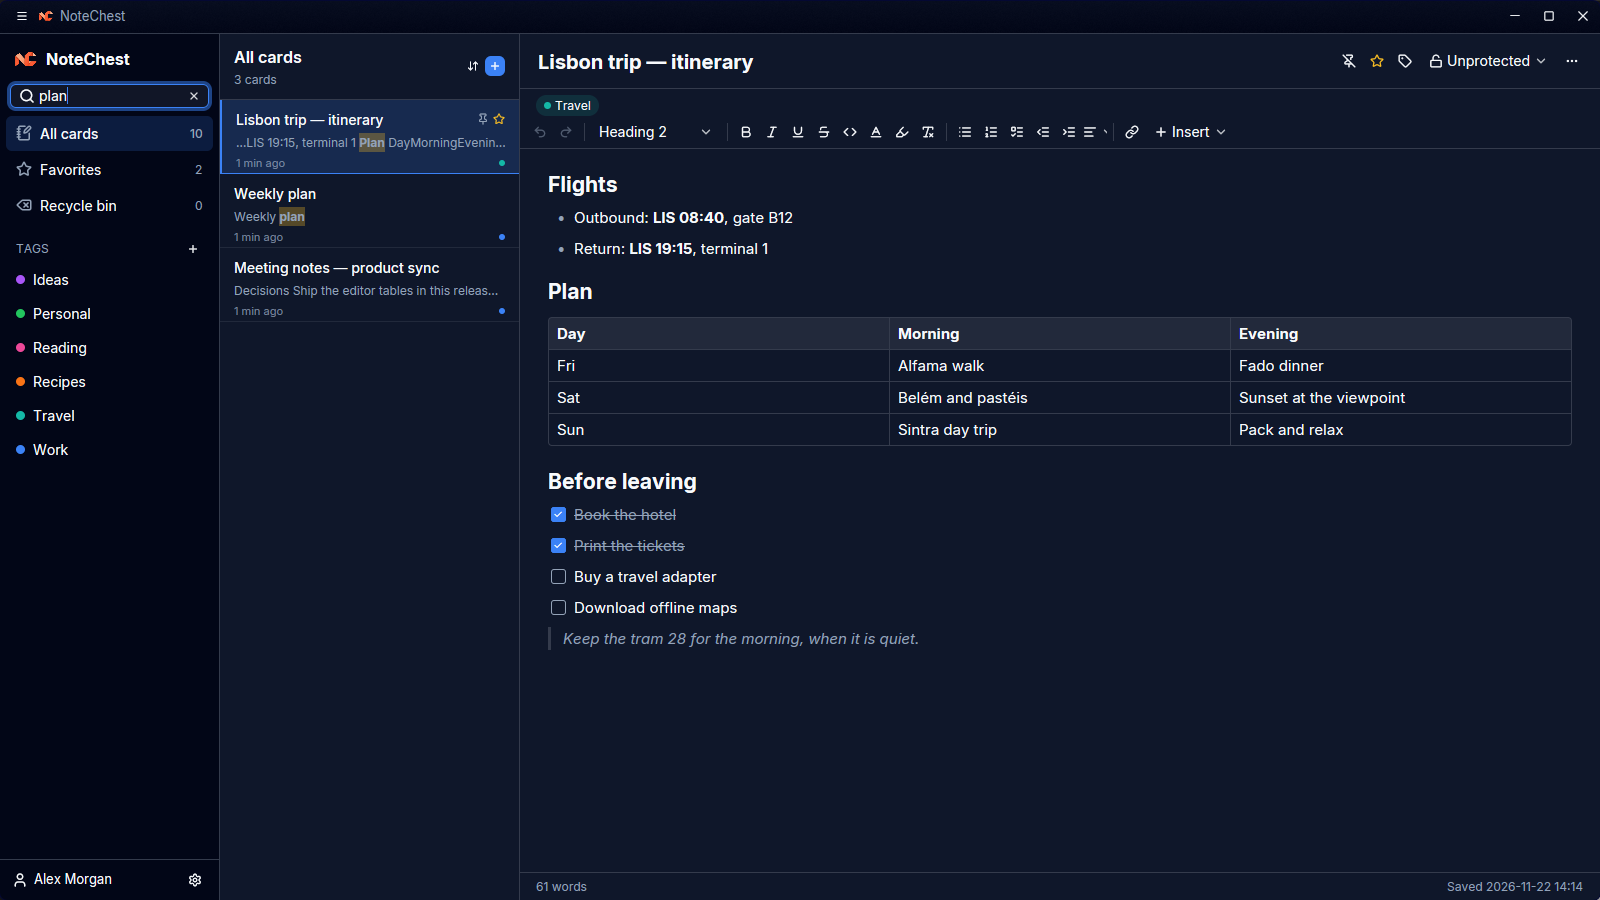 NoteChest
NoteChest
plan
All cards 10
Favorites 2
Recycle bin 0
TAGS
Ideas
Personal
Reading
Recipes
Travel
Work
Alex Morgan
All cards
3 cards
Lisbon trip — itinerary
...LIS 19:15, terminal 1 Plan DayMorningEvenin...
1 min ago
Weekly plan
Weekly plan
1 min ago
Meeting notes — product sync
Decisions Ship the editor tables in this releas...
1 min ago
Lisbon trip — itinerary
Unprotected
Travel
Heading 2
Insert
Flights
Outbound: LIS 08:40, gate B12
Return: LIS 19:15, terminal 1
Plan
Day Morning Evening
Fri Alfama walk Fado dinner
Sat Belém and pastéis Sunset at the viewpoint
Sun Sintra day trip Pack and relax
Before leaving
Book the hotel
Print the tickets
Buy a travel adapter
Download offline maps
Keep the tram 28 for the morning, when it is quiet.
61 words
Saved 2026-11-22 14:14